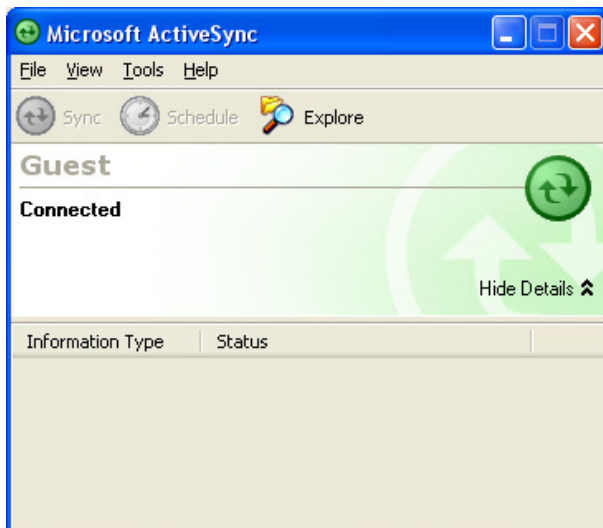 Microsoft ActiveSync
File View Tools Help
Sync Schedule Explore
Guest
Connected
Hide Details
Information Type Status